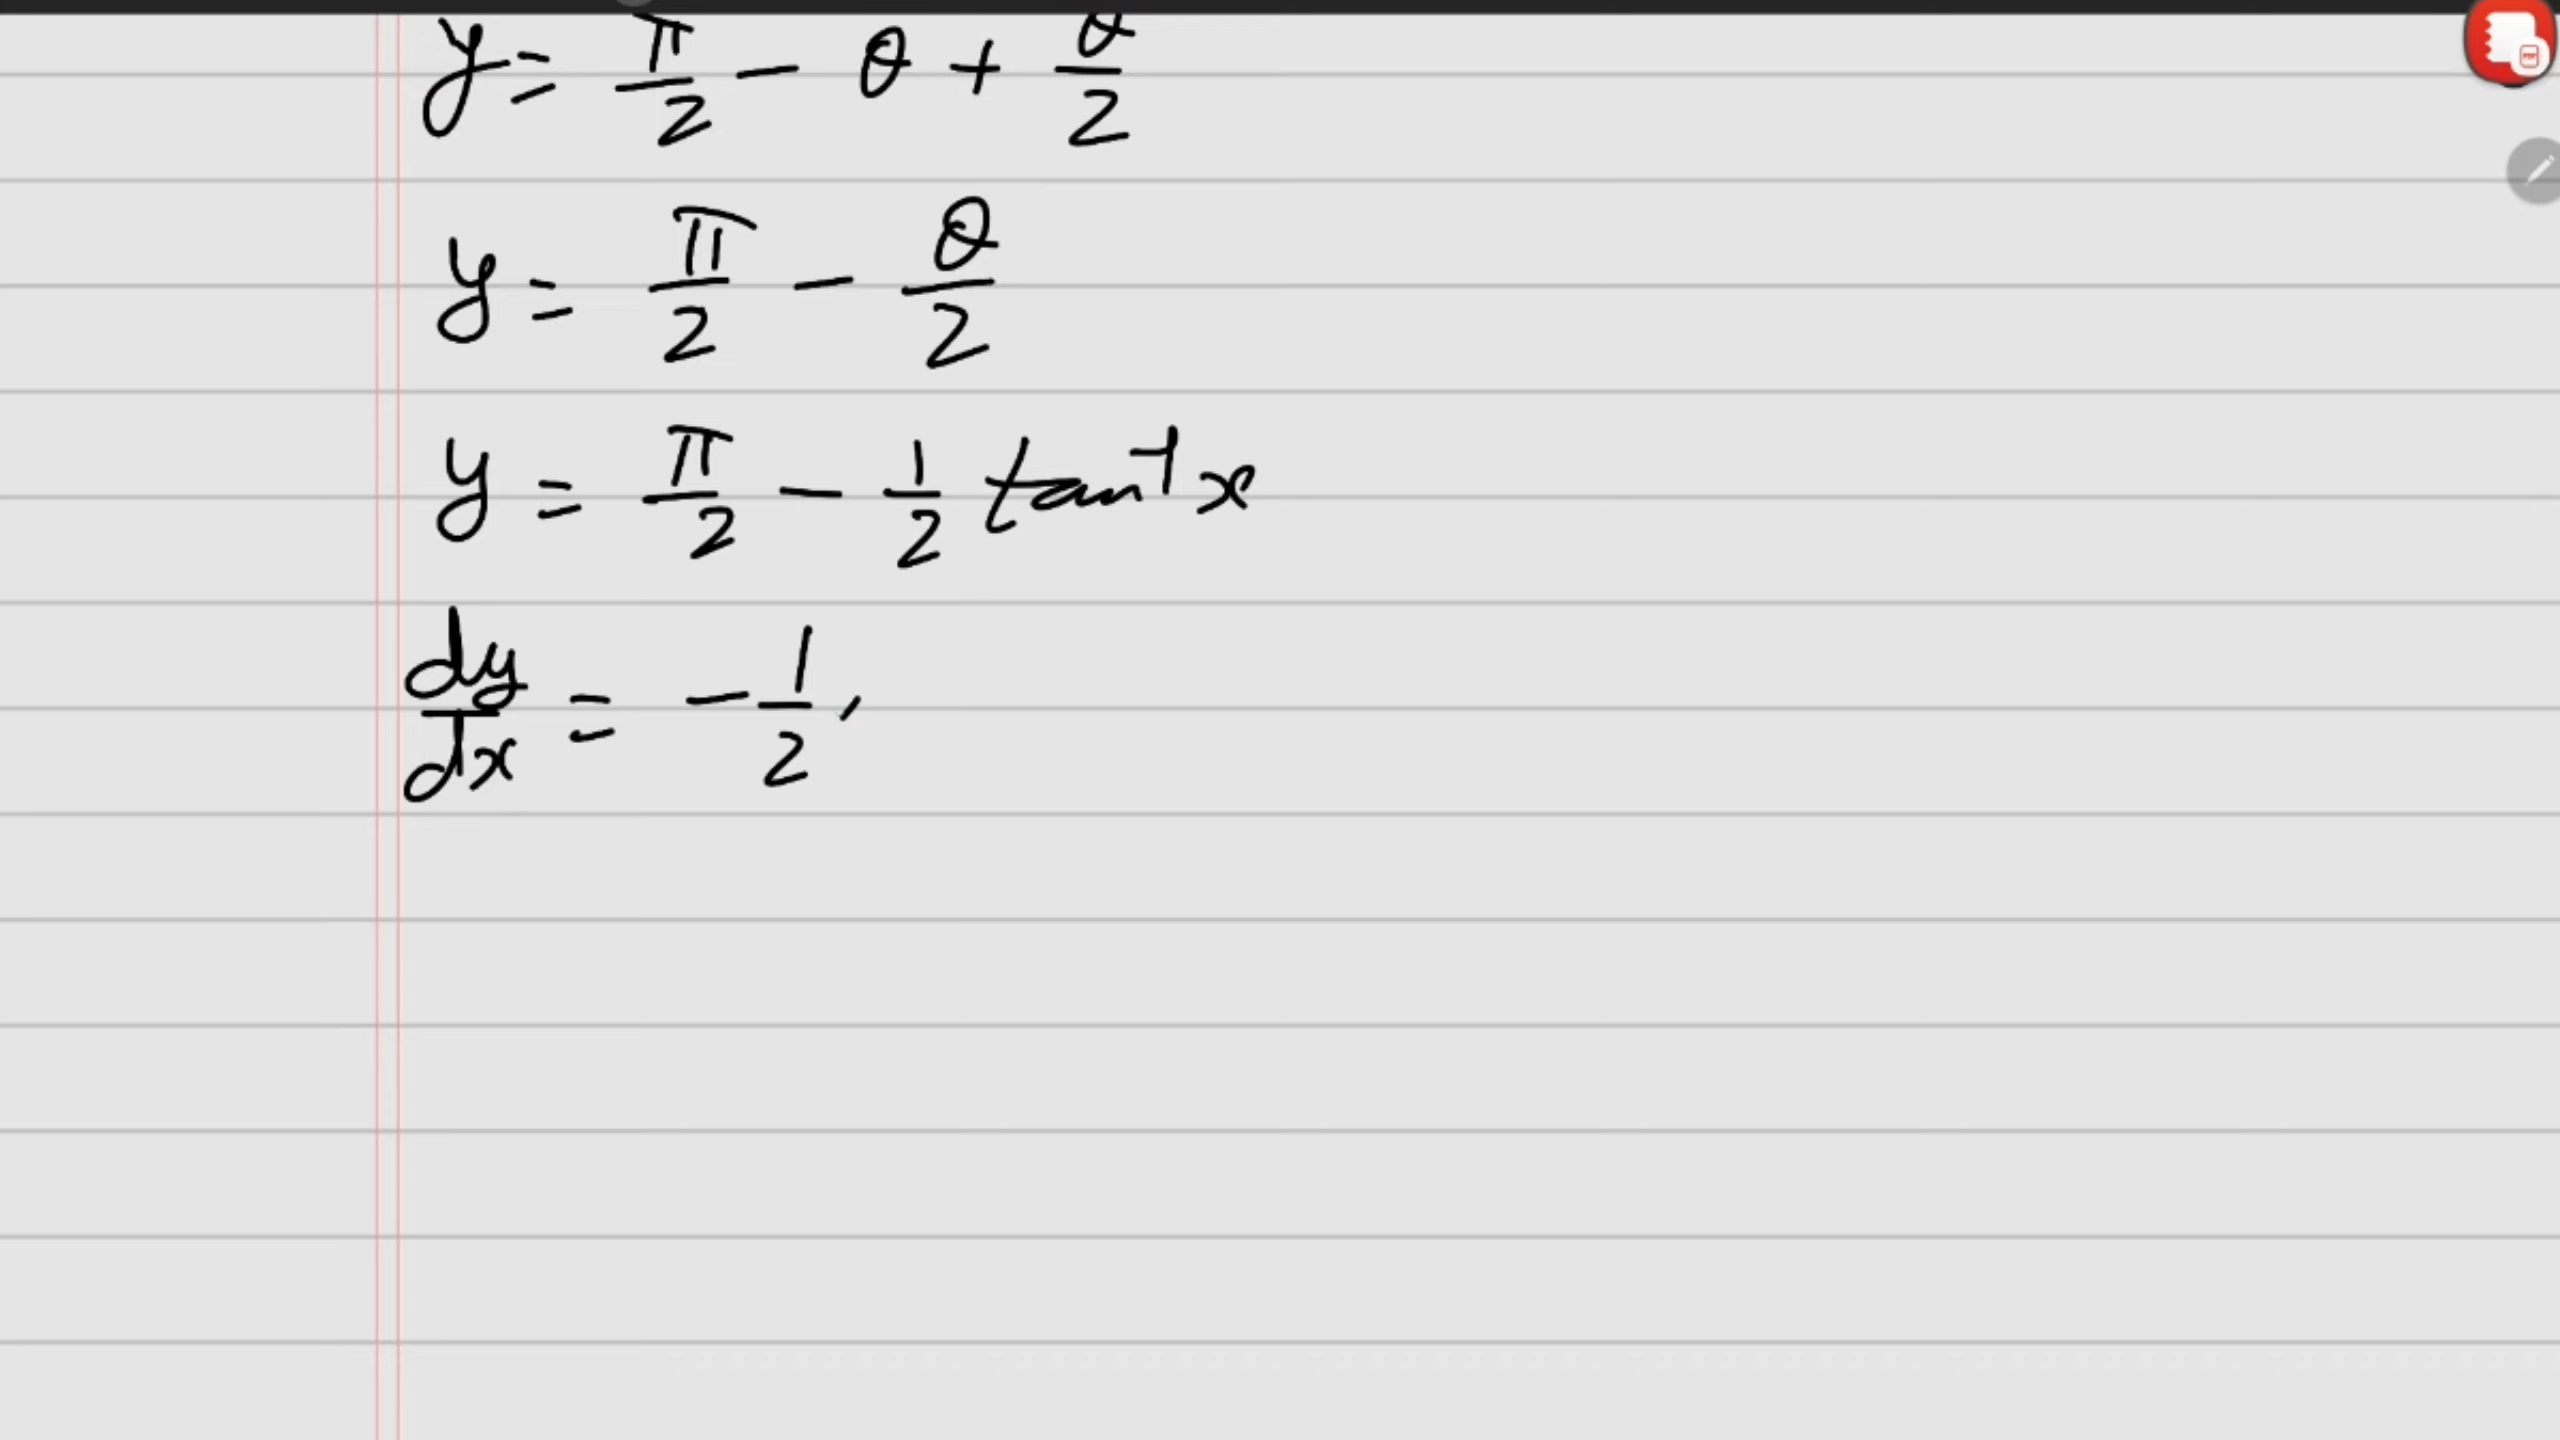 y = π/2 − θ + θ/2
y = π/2 − θ/2
y = π/2 − 1/2 tan⁻¹x
dy/dx = −1/2